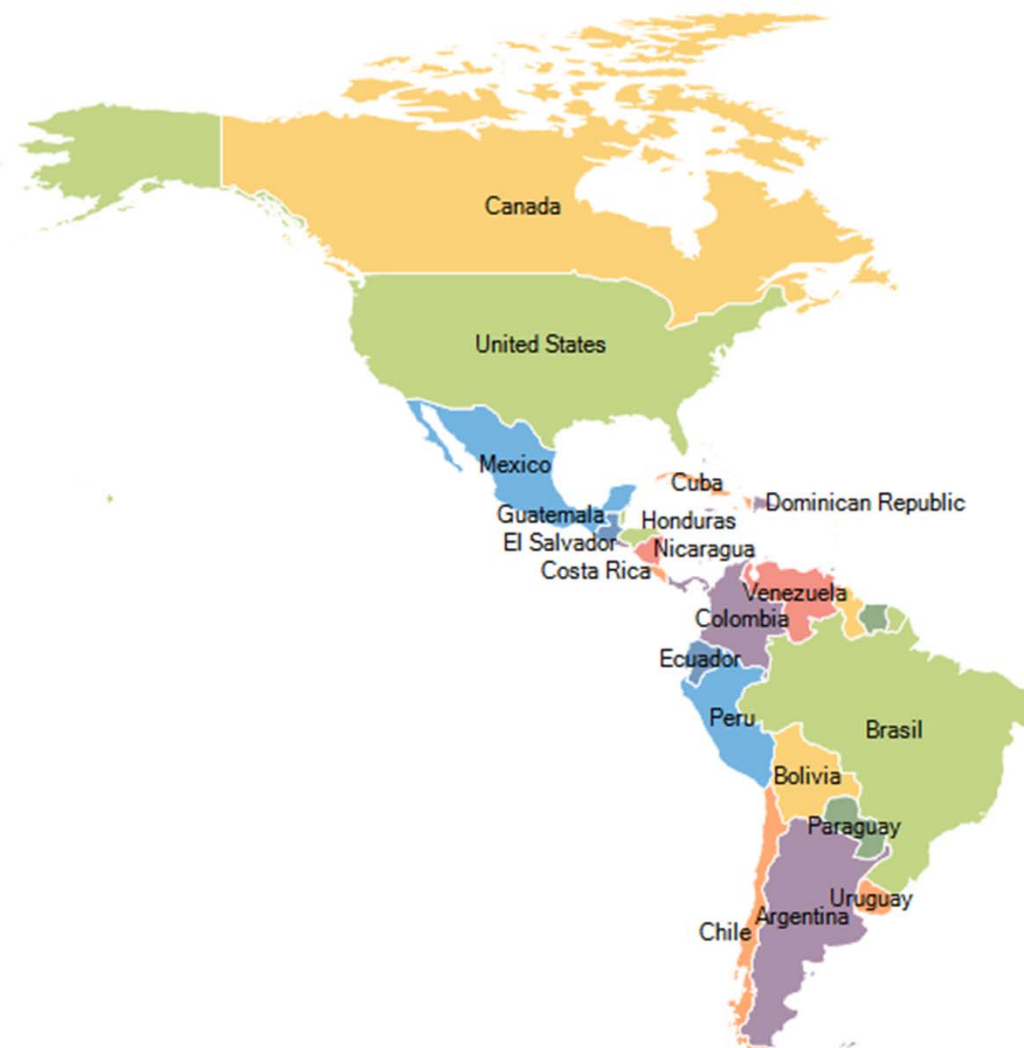 Canada
United States
Mexico
Cuba
Dominican Republic
Guatemala
Honduras
El Salvador
Nicaragua
Costa Rica
Venezuela
Colombia
Ecuador
Peru
Brasil
Bolivia
Paraguay
Uruguay
Argentina
Chile